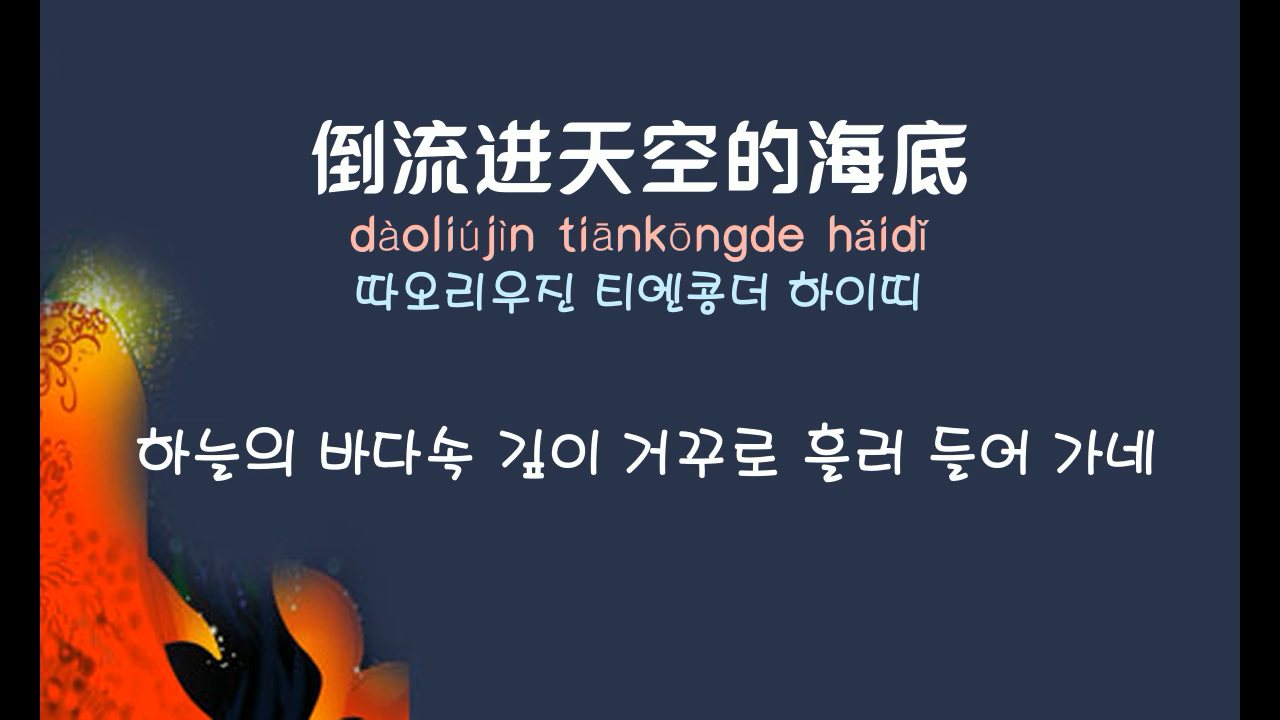 倒流进天空的海底
dàoliújìn tiānkōngde hǎidǐ
따오리우진 티엔콩더 하이띠
하늘의 바다속 깊이 거꾸로 흘러 들어 가네